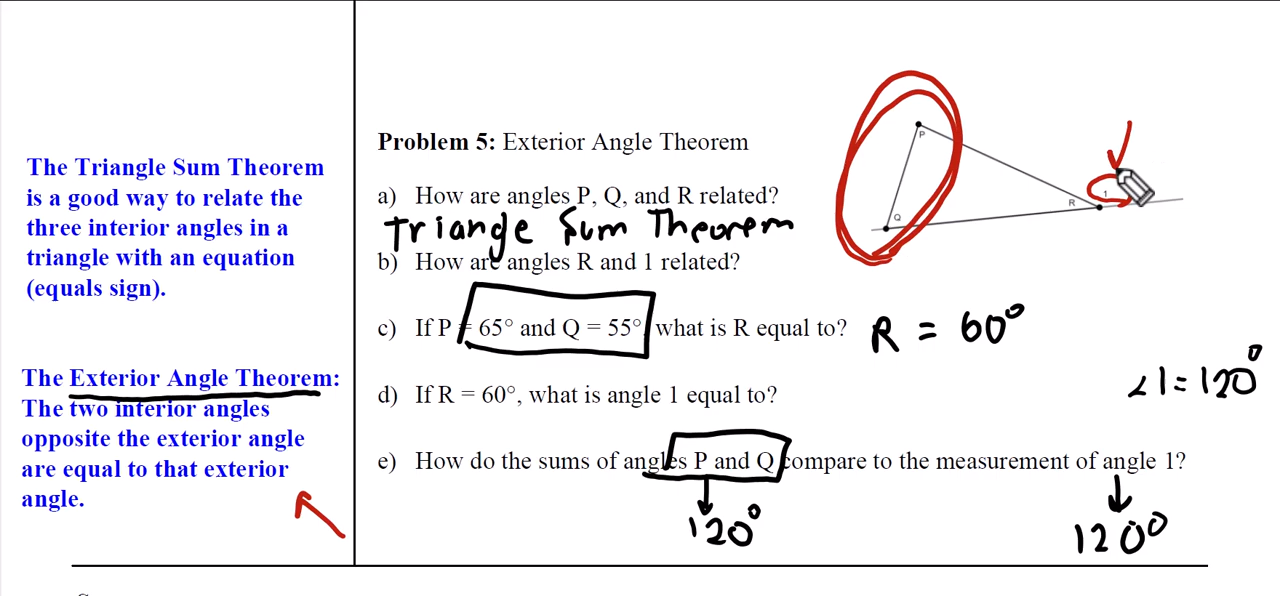 The Triangle Sum Theorem
is a good way to relate the
three interior angles in a
triangle with an equation
(equals sign).
The Exterior Angle Theorem:
The two interior angles
opposite the exterior angle
are equal to that exterior
angle.
Problem 5: Exterior Angle Theorem
a) How are angles P, Q, and R related?
Triange Sum Theorem
b) How are angles R and 1 related?
c) If P = 65° and Q = 55°, what is R equal to?
R = 60°
d) If R = 60°, what is angle 1 equal to?
∠1 = 120°
e) How do the sums of angles P and Q compare to the measurement of angle 1?
120°
120°
P
Q
R
1